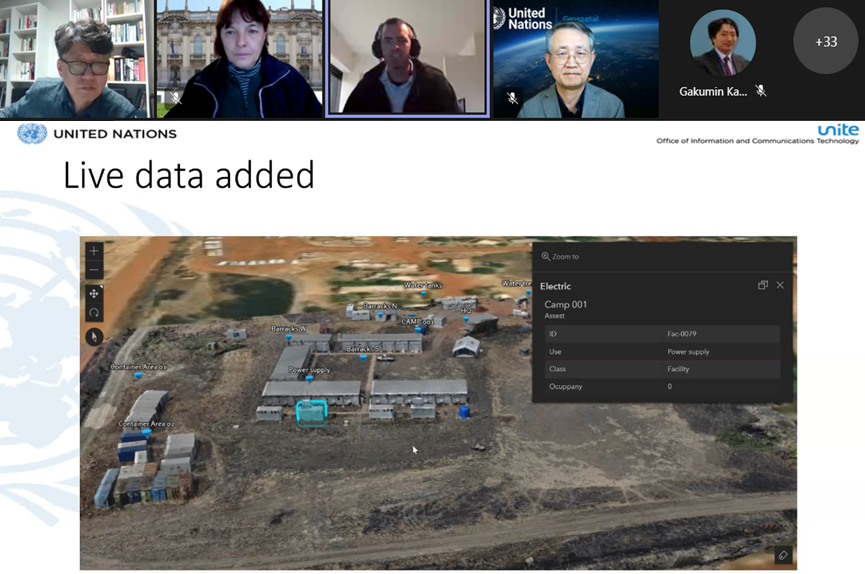 United
Nations
Geospatial
Gakumin Ka...
+33
UNITED NATIONS
unite
Office of Information and Communications Technology
Live data added
Zoom to
Electric
Camp 001
Assest
ID Fac-0079
Use Power supply
Class Facility
Ocuppany 0
Water tanks
Barracks N
HQ
CAMP 001
Barracks W
Barracks S
Power supply
Container Area 01
Container Area 02